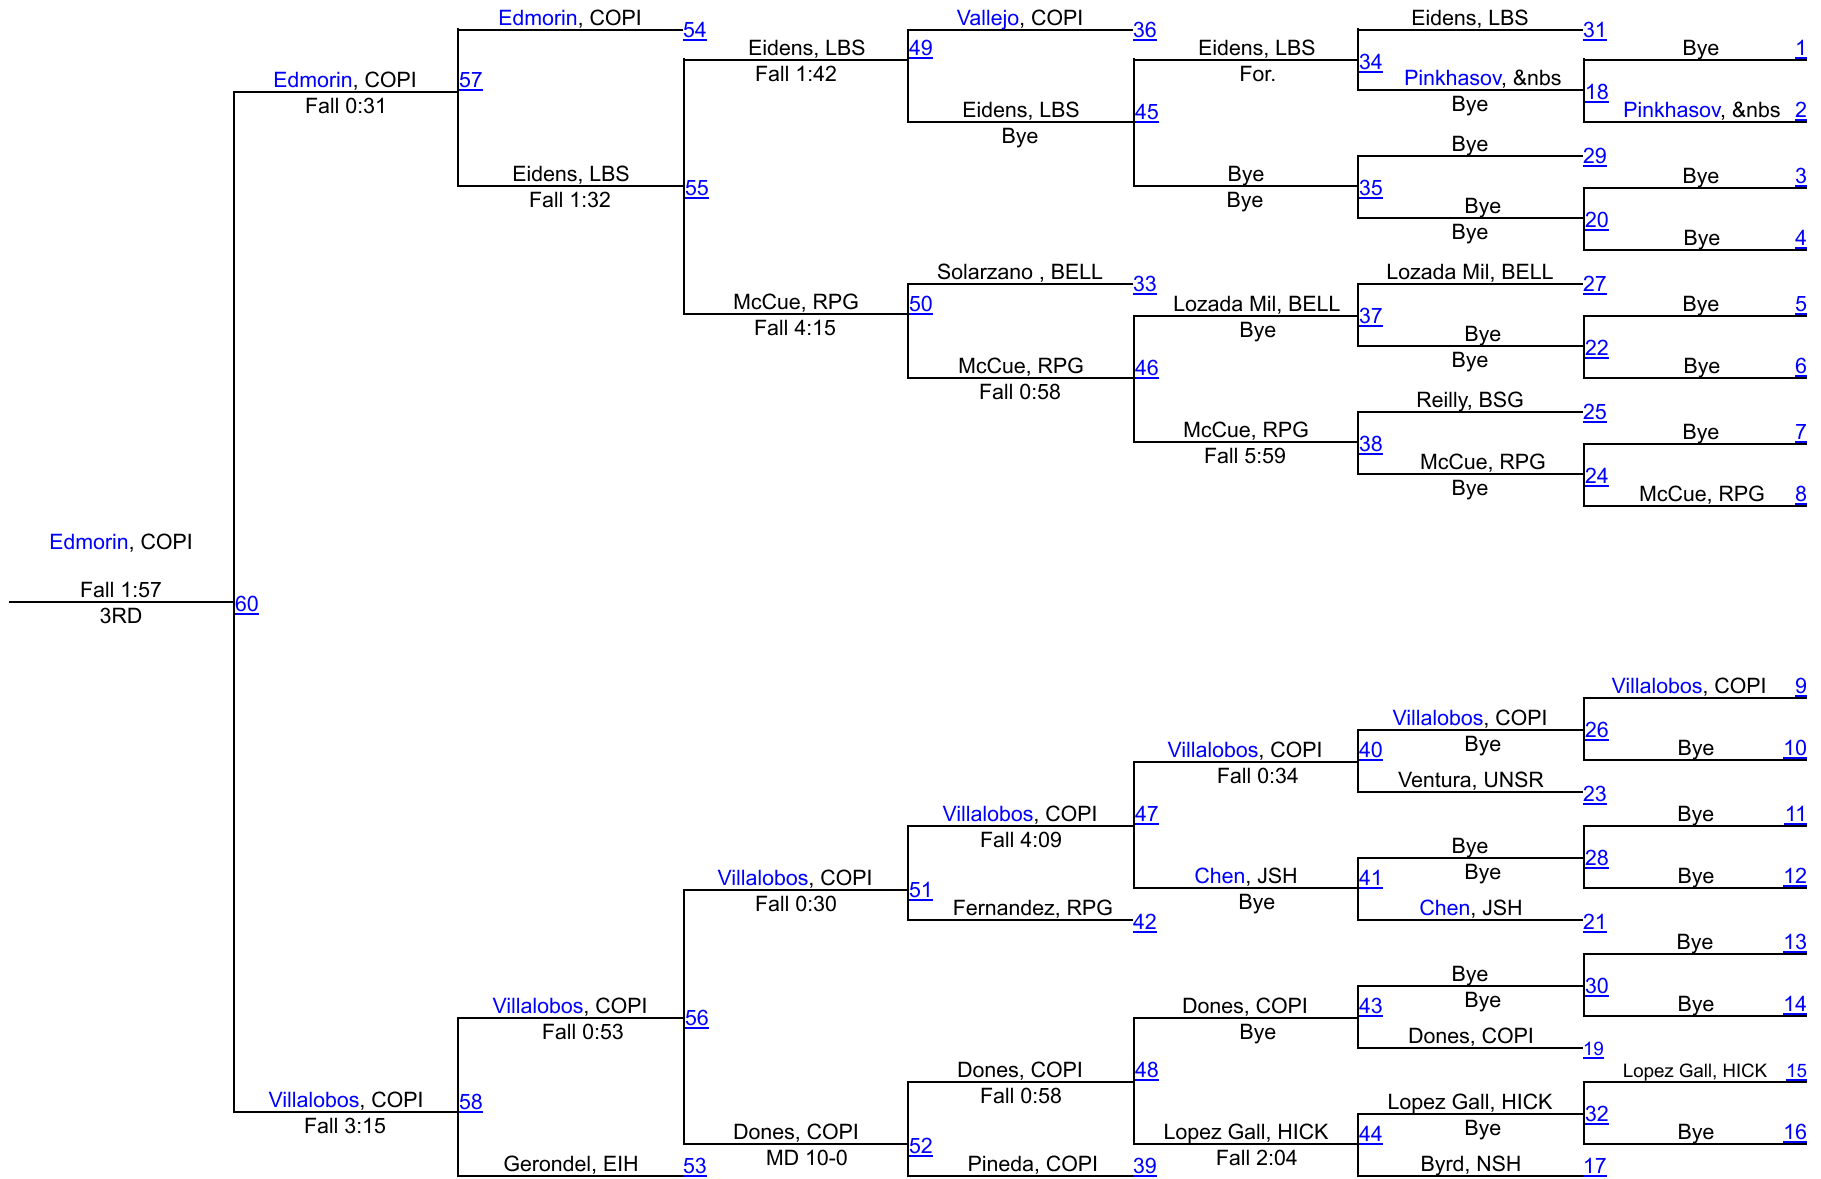 Edmorin, COPI
54
Vallejo, COPI
36
Eidens, LBS
31
Eidens, LBS
49
Eidens, LBS
Bye
1
Fall 1:42
For.
34
Edmorin, COPI
57
Pinkhasov, &nbs
18
Fall 0:31
Bye
Eidens, LBS
45
Pinkhasov, &nbs
2
Bye
Bye
29
Eidens, LBS
55
Bye
35
Bye
3
Fall 1:32
Bye
Bye
20
Bye
Bye
4
Solarzano , BELL
33
Lozada Mil, BELL
27
McCue, RPG
50
Lozada Mil, BELL
37
Bye
5
Fall 4:15
Bye
Bye
22
Bye
McCue, RPG
46
Bye
6
Fall 0:58
Reilly, BSG
25
McCue, RPG
38
Bye
7
Fall 5:59
McCue, RPG
24
Bye
McCue, RPG
8
Edmorin, COPI
Fall 1:57
60
3RD
Villalobos, COPI
9
Villalobos, COPI
26
Villalobos, COPI
40
Bye
Bye
10
Fall 0:34
Ventura, UNSR
23
Villalobos, COPI
47
Bye
11
Fall 4:09
Bye
28
Villalobos, COPI
51
Chen, JSH
41
Bye
Bye
12
Fall 0:30
Bye
Fernandez, RPG
42
Chen, JSH
21
Bye
13
Bye
30
Villalobos, COPI
56
Dones, COPI
43
Bye
Bye
14
Fall 0:53
Bye
Dones, COPI
19
Dones, COPI
48
Lopez Gall, HICK
15
Fall 0:58
Villalobos, COPI
58
Lopez Gall, HICK
32
Fall 3:15
Bye
Dones, COPI
52
Lopez Gall, HICK
44
Bye
16
MD 10-0
Fall 2:04
Gerondel, EIH
53
Pineda, COPI
39
Byrd, NSH
17